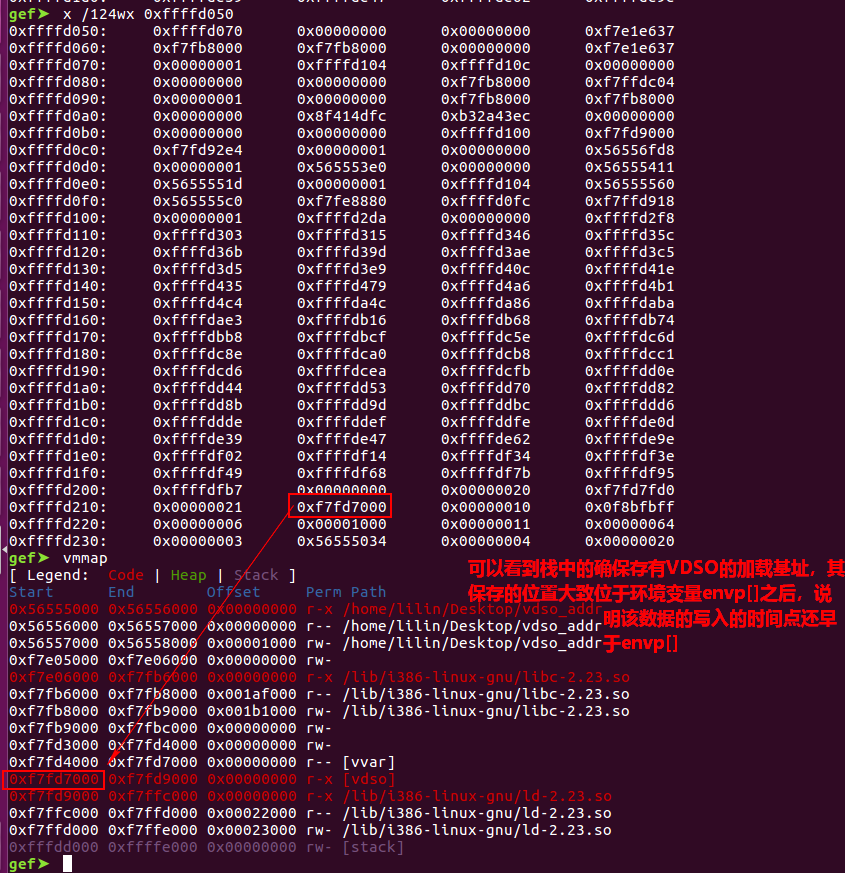 gef➤  x /124wx 0xffffd050
0xffffd050: 0xffffd070 0x00000000 0x00000000 0xf7e1e637
0xffffd060: 0xf7fb8000 0xf7fb8000 0x00000000 0xf7e1e637
0xffffd070: 0x00000001 0xffffd104 0xffffd10c 0x00000000
0xffffd080: 0x00000000 0x00000000 0xf7fb8000 0xf7ffdc04
0xffffd090: 0x00000001 0x00000000 0xf7fb8000 0xf7fb8000
0xffffd0a0: 0x00000000 0x8f414dfc 0xb32a43ec 0x00000000
0xffffd0b0: 0x00000000 0x00000000 0xffffd100 0xf7fd9000
0xffffd0c0: 0xf7fd92e4 0x00000001 0x00000000 0x56556fd8
0xffffd0d0: 0x00000001 0x565553e0 0x00000000 0x56555411
0xffffd0e0: 0x5655551d 0x00000001 0xffffd104 0x56555560
0xffffd0f0: 0x565555c0 0xf7fe8880 0xffffd0fc 0xf7ffd918
0xffffd100: 0x00000001 0xffffd2da 0x00000000 0xffffd2f8
0xffffd110: 0xffffd303 0xffffd315 0xffffd346 0xffffd35c
0xffffd120: 0xffffd36b 0xffffd39d 0xffffd3ae 0xffffd3c5
0xffffd130: 0xffffd3d5 0xffffd3e9 0xffffd40c 0xffffd41e
0xffffd140: 0xffffd435 0xffffd479 0xffffd4a6 0xffffd4b1
0xffffd150: 0xffffd4c4 0xffffda4c 0xffffda86 0xffffdaba
0xffffd160: 0xffffdae3 0xffffdb16 0xffffdb68 0xffffdb74
0xffffd170: 0xffffdbb8 0xffffdbcf 0xffffdc5e 0xffffdc6d
0xffffd180: 0xffffdc8e 0xffffdca0 0xffffdcb8 0xffffdcc1
0xffffd190: 0xffffdcd6 0xffffdcea 0xffffdcfb 0xffffdd0e
0xffffd1a0: 0xffffdd44 0xffffdd53 0xffffdd70 0xffffdd82
0xffffd1b0: 0xffffdd8b 0xffffdd9d 0xffffddbc 0xffffddd6
0xffffd1c0: 0xffffddde 0xffffddef 0xffffddfe 0xffffde0d
0xffffd1d0: 0xffffde39 0xffffde47 0xffffde62 0xffffde9e
0xffffd1e0: 0xffffdf02 0xffffdf14 0xffffdf34 0xffffdf3e
0xffffd1f0: 0xffffdf49 0xffffdf68 0xffffdf7b 0xffffdf95
0xffffd200: 0xffffdfb7 0x00000000 0x00000020 0xf7fd7fd0
0xffffd210: 0x00000021 0xf7fd7000 0x00000010 0x0f8bfbff
0xffffd220: 0x00000006 0x00001000 0x00000011 0x00000064
0xffffd230: 0x00000003 0x56555034 0x00000004 0x00000020
gef➤  vmmap
[ Legend:  Code | Heap | Stack ]
Start      End        Offset     Perm Path
0x56555000 0x56556000 0x00000000 r-x /home/lilin/Desktop/vdso_addr
0x56556000 0x56557000 0x00000000 r-- /home/lilin/Desktop/vdso_addr
0x56557000 0x56558000 0x00001000 rw- /home/lilin/Desktop/vdso_addr
0xf7e05000 0xf7e06000 0x00000000 rw-
0xf7e06000 0xf7fb6000 0x00000000 r-x /lib/i386-linux-gnu/libc-2.23.so
0xf7fb6000 0xf7fb8000 0x001af000 r-- /lib/i386-linux-gnu/libc-2.23.so
0xf7fb8000 0xf7fb9000 0x001b1000 rw- /lib/i386-linux-gnu/libc-2.23.so
0xf7fb9000 0xf7fbc000 0x00000000 rw-
0xf7fd3000 0xf7fd4000 0x00000000 rw-
0xf7fd4000 0xf7fd7000 0x00000000 r-- [vvar]
0xf7fd7000 0xf7fd9000 0x00000000 r-x [vdso]
0xf7fd9000 0xf7ffc000 0x00000000 r-x /lib/i386-linux-gnu/ld-2.23.so
0xf7ffc000 0xf7ffd000 0x00022000 r-- /lib/i386-linux-gnu/ld-2.23.so
0xf7ffd000 0xf7ffe000 0x00023000 rw- /lib/i386-linux-gnu/ld-2.23.so
0xfffdd000 0xffffe000 0x00000000 rw- [stack]
gef➤
可以看到找中的确保存有VDSO的加载基址，其
保存的位置大致位于环境变量envp[]之后，说
明该数据的写入的时间点还早
于envp[]